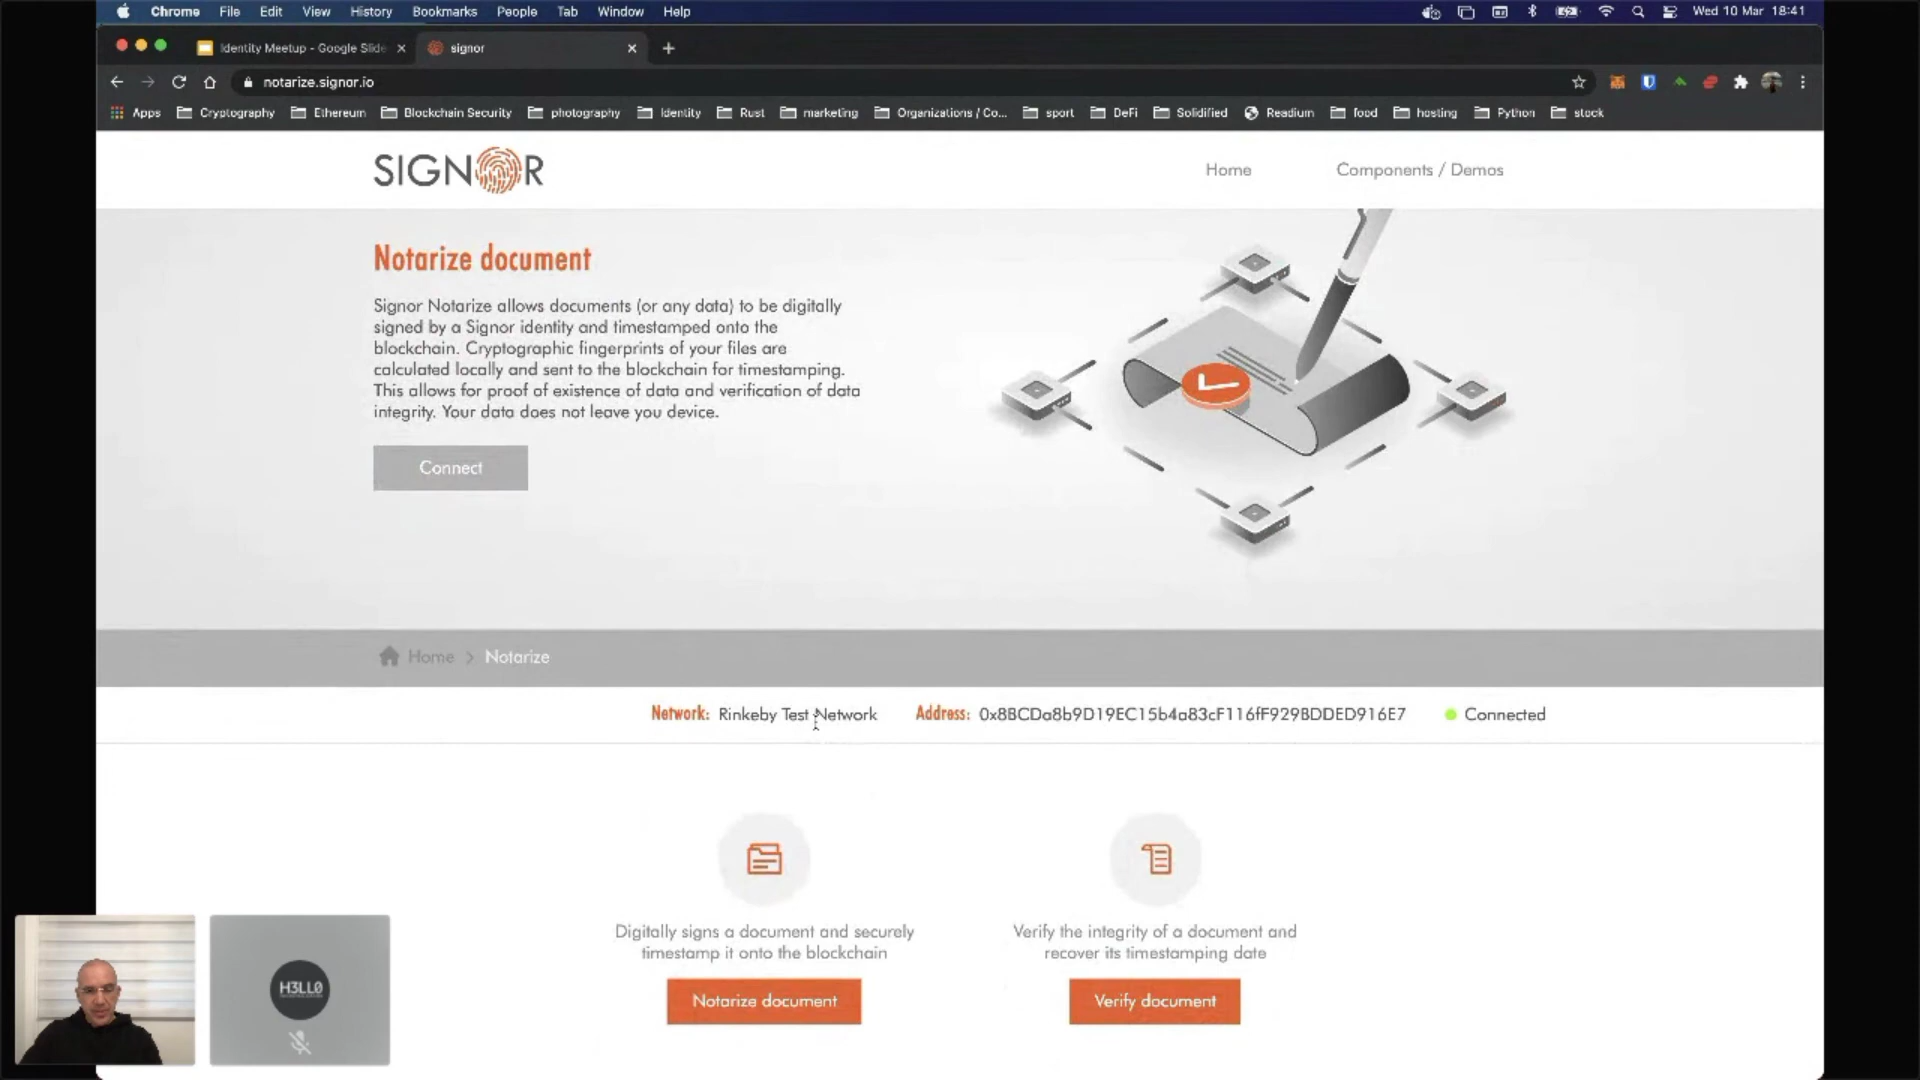 Chrome File Edit View History Bookmarks People Tab Window Help
Wed 10 Mar 18:41
Identity Meetup - Google Slide
signor
notarize.signor.io
Apps Cryptography Ethereum Blockchain Security photography Identity Rust marketing Organizations / Co... sport DeFi Solidified Readium food hosting Python stock
SIGNOR
Home
Components / Demos
Notarize document
Signor Notarize allows documents (or any data) to be digitally
signed by a Signor identity and timestamped onto the
blockchain. Cryptographic fingerprints of your files are
calculated locally and sent to the blockchain for timestamping.
This allows for proof of existence of data and verification of data
integrity. Your data does not leave you device.
Connect
Home > Notarize
Network: Rinkeby Test Network
Address: 0x8BCDa8b9D19EC15b4a83cF116fF929BDDED916E7
Connected
Digitally signs a document and securely
timestamp it onto the blockchain
Notarize document
Verify the integrity of a document and
recover its timestamping date
Verify document
H3LL0